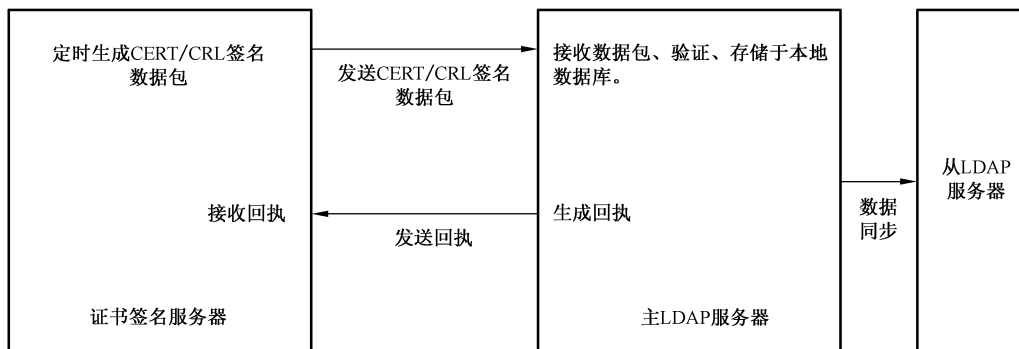 定时生成CERT/CRL签名
数据包
发送CERT/CRL签名
数据包
接收数据包、验证、存储于本地
数据库。
从LDAP
服务器
数据
同步
接收回执
发送回执
生成回执
证书签名服务器
主LDAP服务器